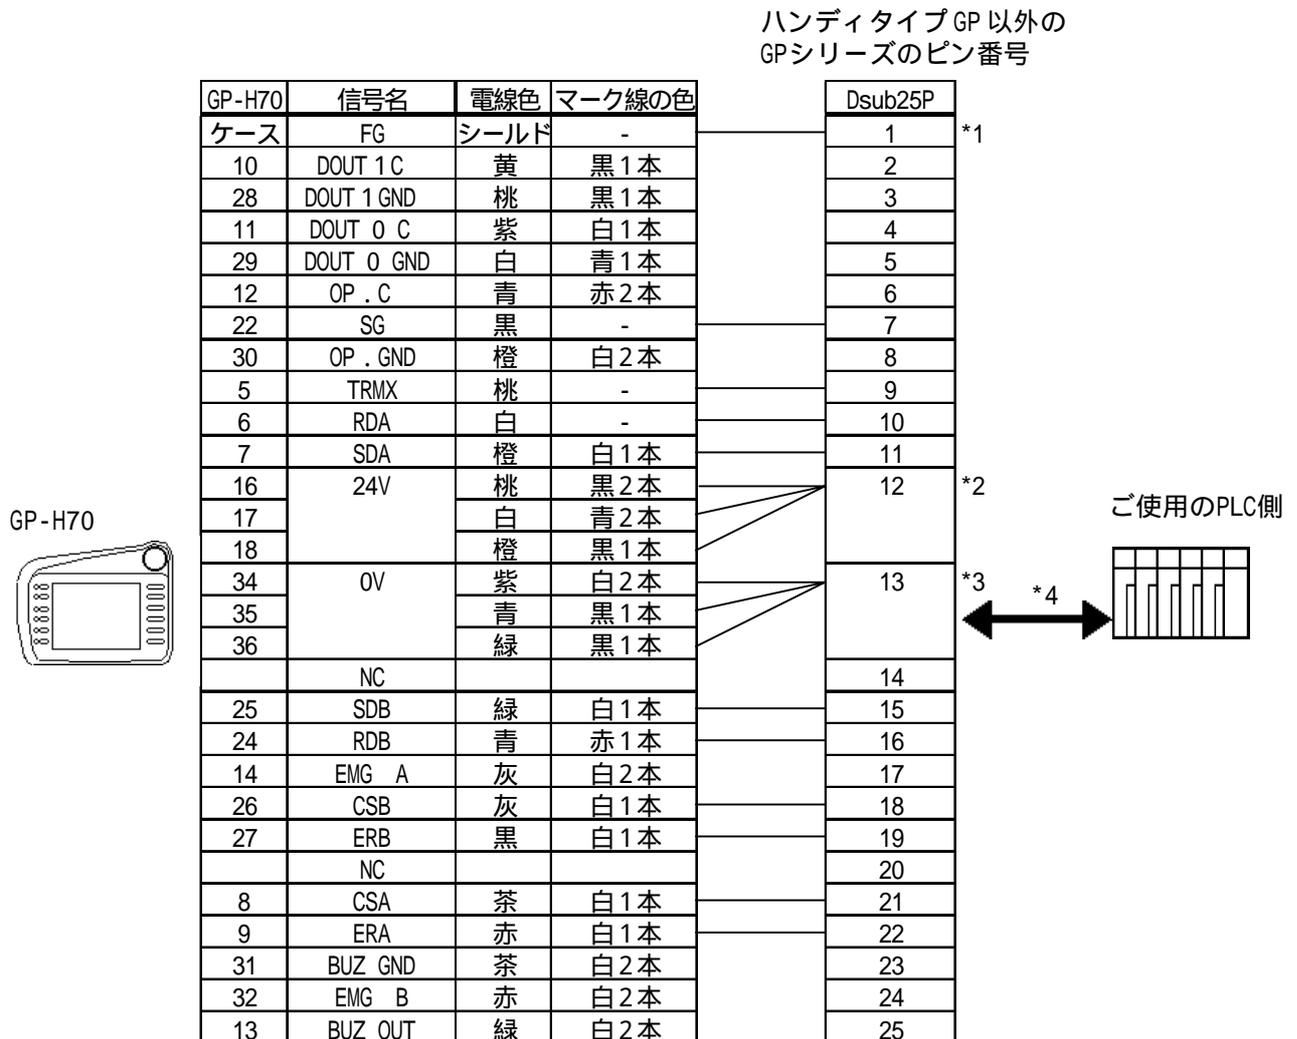 ハンディタイプGP以外の
GPシリーズのピン番号
GP-H70 信号名 電線色 マーク線の色 Dsub25P
ケース FG シールド - 1 *1
10 DOUT 1 C 黄 黒1本 2
28 DOUT 1 GND 桃 黒1本 3
11 DOUT 0 C 紫 白1本 4
29 DOUT 0 GND 白 青1本 5
12 OP . C 青 赤2本 6
22 SG 黒 - 7
30 OP . GND 橙 白2本 8
5 TRMX 桃 - 9
6 RDA 白 - 10
7 SDA 橙 白1本 11
16 24V 桃 黒2本 12 *2
17 白 青2本
18 橙 黒1本
34 0V 紫 白2本 13 *3
35 青 黒1本
36 緑 黒1本
NC 14
25 SDB 緑 白1本 15
24 RDB 青 赤1本 16
14 EMG A 灰 白2本 17
26 CSB 灰 白1本 18
27 ERB 黒 白1本 19
NC 20
8 CSA 茶 白1本 21
9 ERA 赤 白1本 22
31 BUZ GND 茶 白2本 23
32 EMG B 赤 白2本 24
13 BUZ OUT 緑 白2本 25
GP-H70
*4
ご使用のPLC側